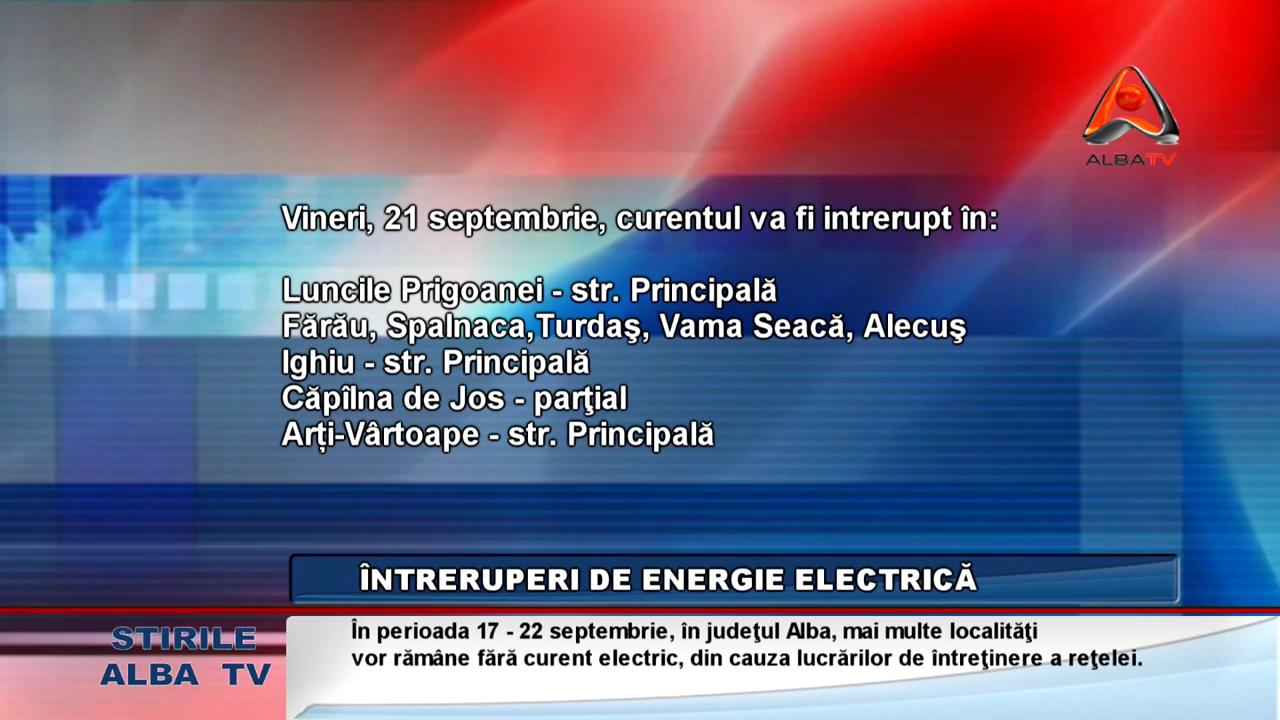 ALBATV
Vineri, 21 septembrie, curentul va fi intrerupt în:
Luncile Prigoanei - str. Principală
Fărău, Spalnaca,Turdaş, Vama Seacă, Alecuş
Ighiu - str. Principală
Căpîlna de Jos - parţial
Arți-Vârtoape - str. Principală
ÎNTRERUPERI DE ENERGIE ELECTRICĂ
STIRILE
ALBA TV
În perioada 17 - 22 septembrie, în judeţul Alba, mai multe localităţi
vor rămâne fără curent electric, din cauza lucrărilor de întreţinere a reţelei.